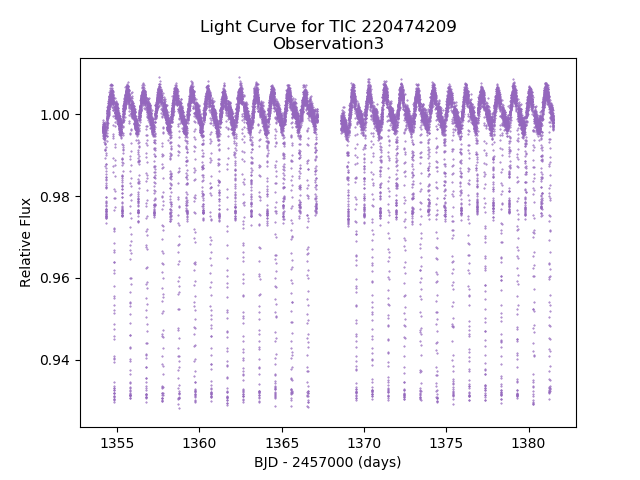 Light Curve for TIC 220474209
Observation3
1.00
0.98
0.96
0.94
Relative Flux
1355
1360
1365
1370
1375
1380
BJD - 2457000 (days)